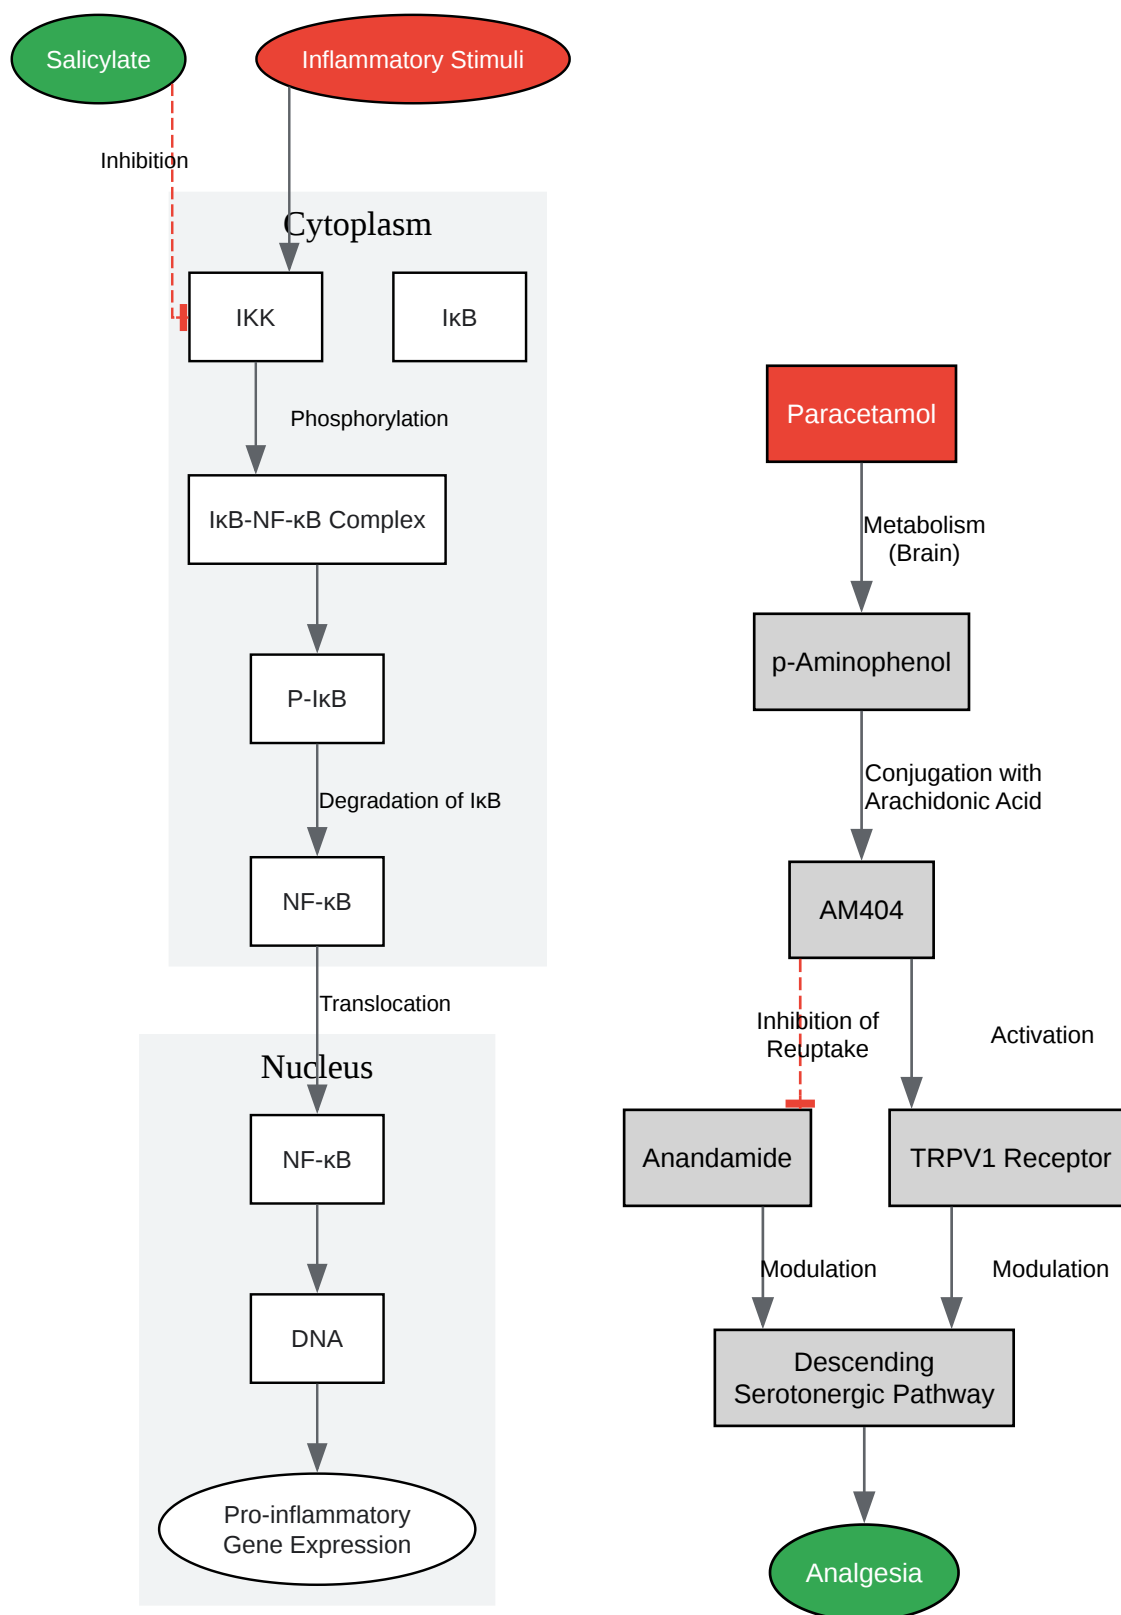 Salicylate
Inflammatory Stimuli
Inhibition
Cytoplasm
IKK
IκB
Phosphorylation
IκB-NF-κB Complex
P-IκB
Degradation of IκB
NF-κB
Translocation
Nucleus
NF-κB
DNA
Pro-inflammatory
Gene Expression
Paracetamol
Metabolism
(Brain)
p-Aminophenol
Conjugation with
Arachidonic Acid
AM404
Inhibition of
Reuptake
Activation
Anandamide
TRPV1 Receptor
Modulation
Modulation
Descending
Serotonergic Pathway
Analgesia